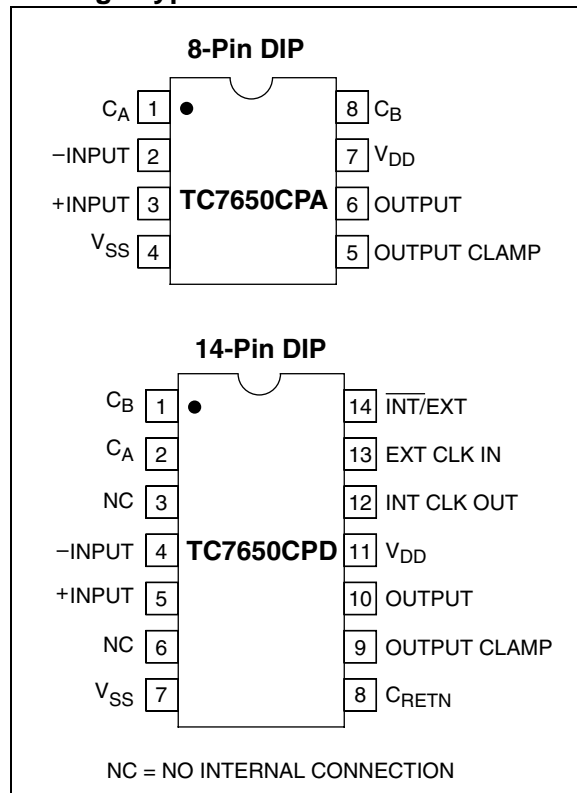 8-Pin DIP
CA 1 8 CB
−INPUT 2 7 VDD
+INPUT 3 TC7650CPA 6 OUTPUT
VSS 4 5 OUTPUT CLAMP
14-Pin DIP
CB 1 14 INT/EXT
CA 2 13 EXT CLK IN
NC 3 12 INT CLK OUT
−INPUT 4 TC7650CPD 11 VDD
+INPUT 5 10 OUTPUT
NC 6 9 OUTPUT CLAMP
VSS 7 8 CRETN
NC = NO INTERNAL CONNECTION